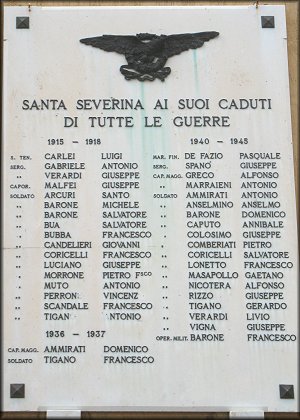 SANTA SEVERINA AI SUOI CADUTI
DI TUTTE LE GUERRE
1915 - 1918
S. TEN. CARLEI LUIGI
SERG. GABRIELE ANTONIO
,, VERARDI GIUSEPPE
CAPOR. MALFEI GIUSEPPE
SOLDATO ARCURI SANTO
,, BARONE MICHELE
,, BARONE SALVATORE
,, BUA SALVATORE
,, BUBBA FRANCESCO
,, CANDELIERI GIOVANNI
,, CORICELLI FRANCESCO
,, LUCIANO GIUSEPPE
,, MORRONE PIETRO Fsco
,, MUTO ANTONIO
,, PERRON VINCENZ
,, SCANDALE FRANCESCO
,, TIGAN NTONIO
1936 - 1937
CAP. MAGG. AMMIRATI DOMENICO
SOLDATO TIGANO FRANCESCO
1940 - 1945
MAR. FIN. DE FAZIO PASQUALE
SERG. SPANO' GIUSEPPE
CAP. MAGG. GRECO ALFONSO
,, MARRAIENI ANTONIO
SOLDATO AMMIRATI ANTONIO
,, ANSELMINO ANSELMO
,, BARONE DOMENICO
,, CAPUTO ANNIBALE
,, COLOSIMO GIUSEPPE
,, COMBERIATI PIETRO
,, CORICELLI SALVATORE
,, LONETTO FRANCESCO
,, MASAPOLLO GAETANO
,, NICOTERA ALFONSO
,, RIZZO GIUSEPPE
,, TIGANO GERARDO
,, VERARDI LIVIO
,, VIGNA GIUSEPPE
OPER. MILIT. BARONE FRANCESCO